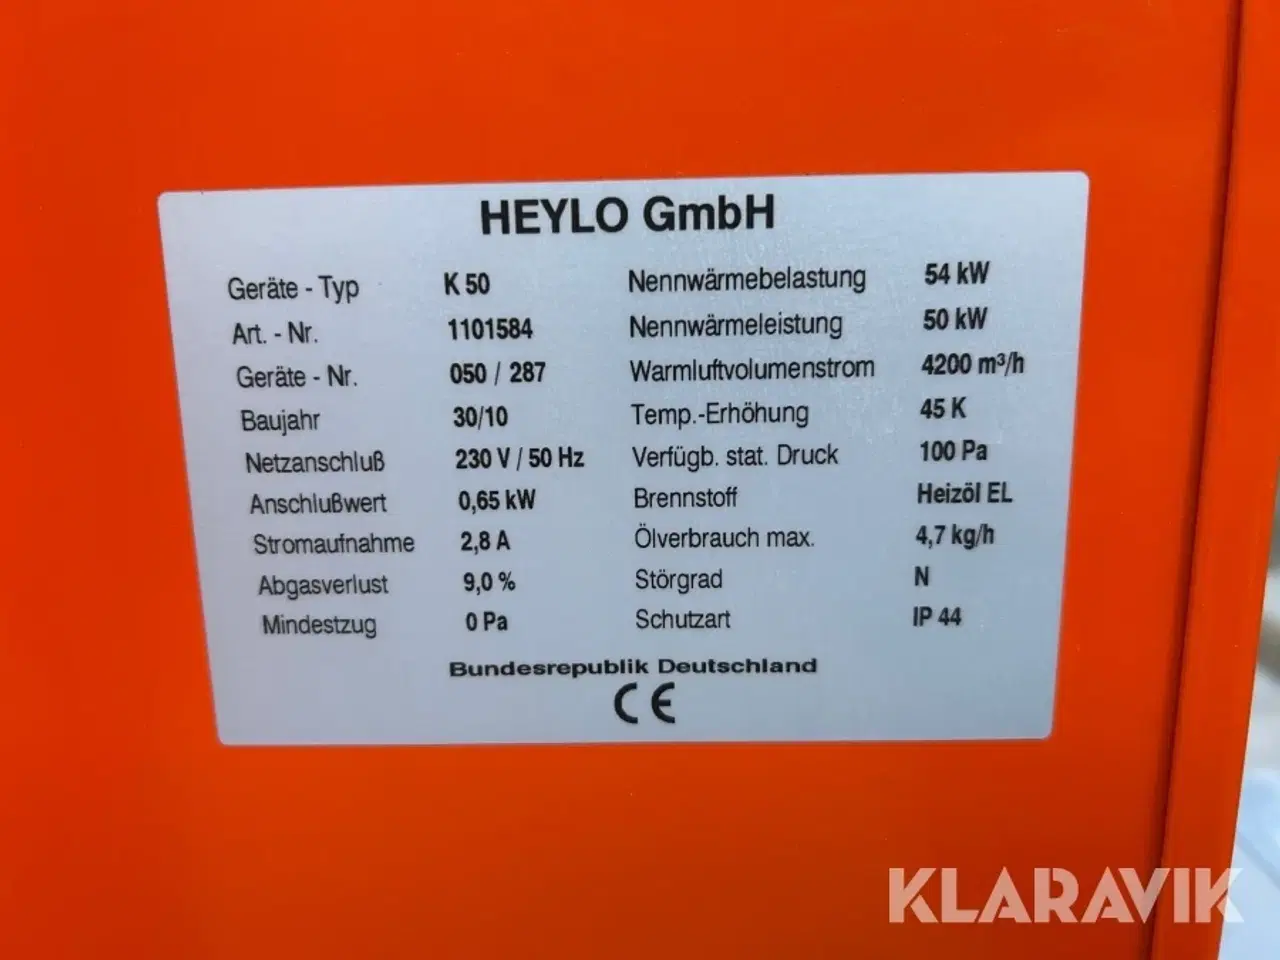 HEYLO GmbH
Geräte - Typ K 50 Nennwärmebelastung 54 kW
Art. - Nr. 1101584 Nennwärmeleistung 50 kW
Geräte - Nr. 050 / 287 Warmluftvolumenstrom 4200 m³/h
Baujahr 30/10 Temp.-Erhöhung 45 K
Netzanschluß 230 V / 50 Hz Verfügb. stat. Druck 100 Pa
Anschlußwert 0,65 kW Brennstoff Heizöl EL
Stromaufnahme 2,8 A Ölverbrauch max. 4,7 kg/h
Abgasverlust 9,0 % Störgrad N
Mindestzug 0 Pa Schutzart IP 44
Bundesrepublik Deutschland
CE
KLARAVIK